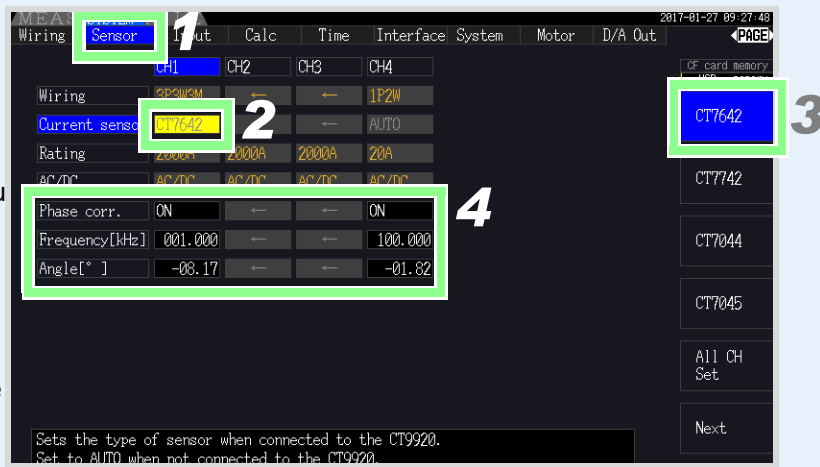 MEAS SYSTEM 2017-01-27 09:27:48
Wiring Sensor 1 Input Calc Time Interface System Motor D/A Out PAGE
CH1 CH2 CH3 CH4 CF card memory
Wiring 3P3W3M ← ← 1P2W
Current senso CT7642 2 ← AUTO CT7642 3
Rating 2000A 2000A 2000A 20A
AC/DC AC/DC AC/DC AC/DC AC/DC CT7742
u
Phase corr. ON ← ← ON 4
Frequency[kHz] 001.000 ← ← 100.000 CT7044
Angle[° ] -08.17 ← ← -01.82
CT7045
All CH
Set
e
Next
Sets the type of sensor when connected to the CT9920.
Set to AUTO when not connected to the CT9920.